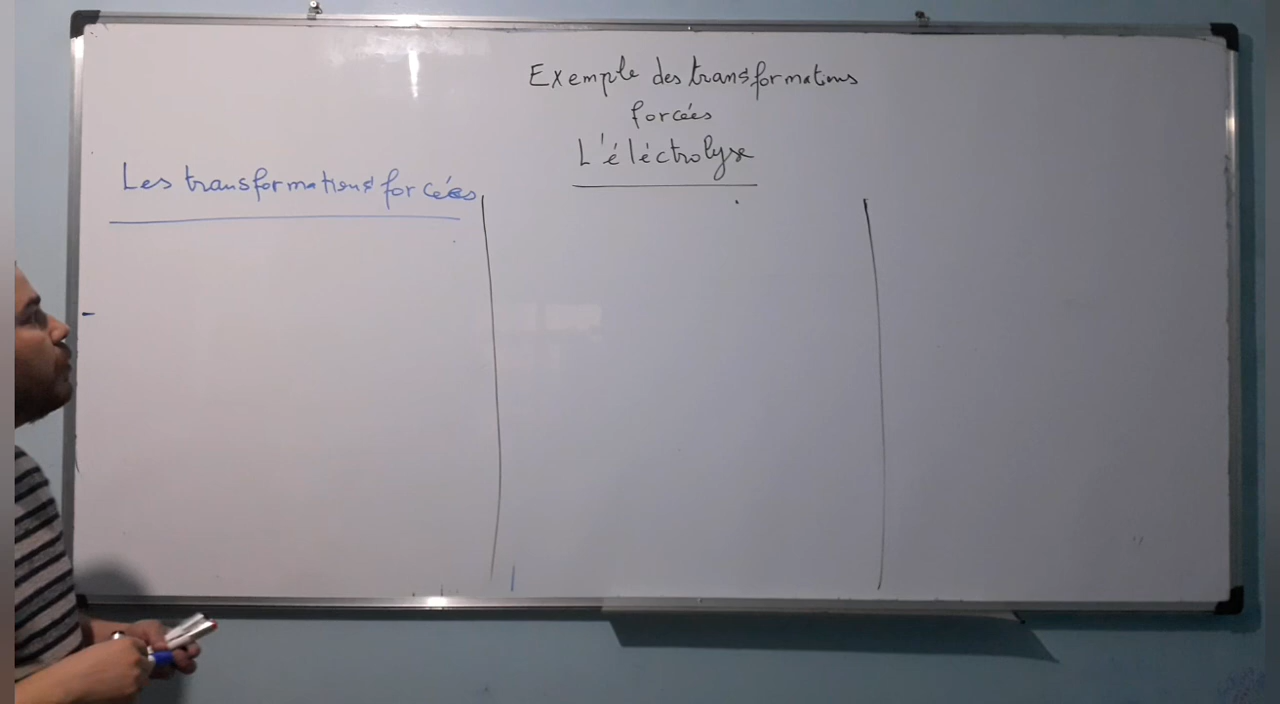 Exemple des transformations
forcées
L'éléctrolyse
Les transformations forcées